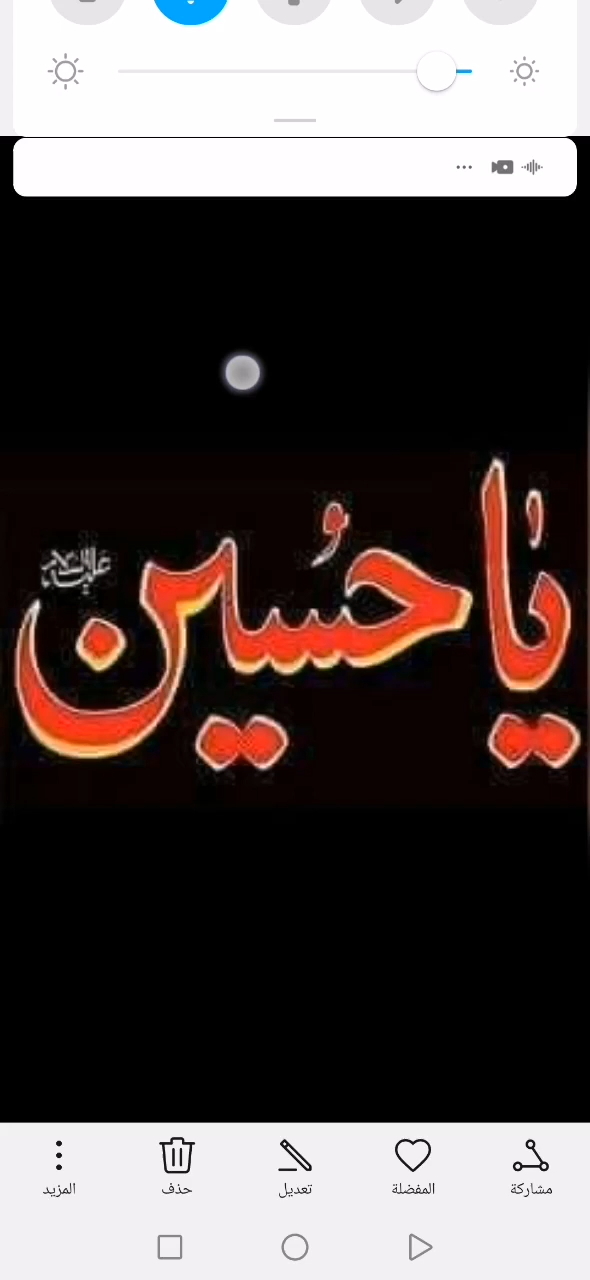 ياحُسين
عليه السلام
مشاركة
المفضلة
تعديل
حذف
المزيد